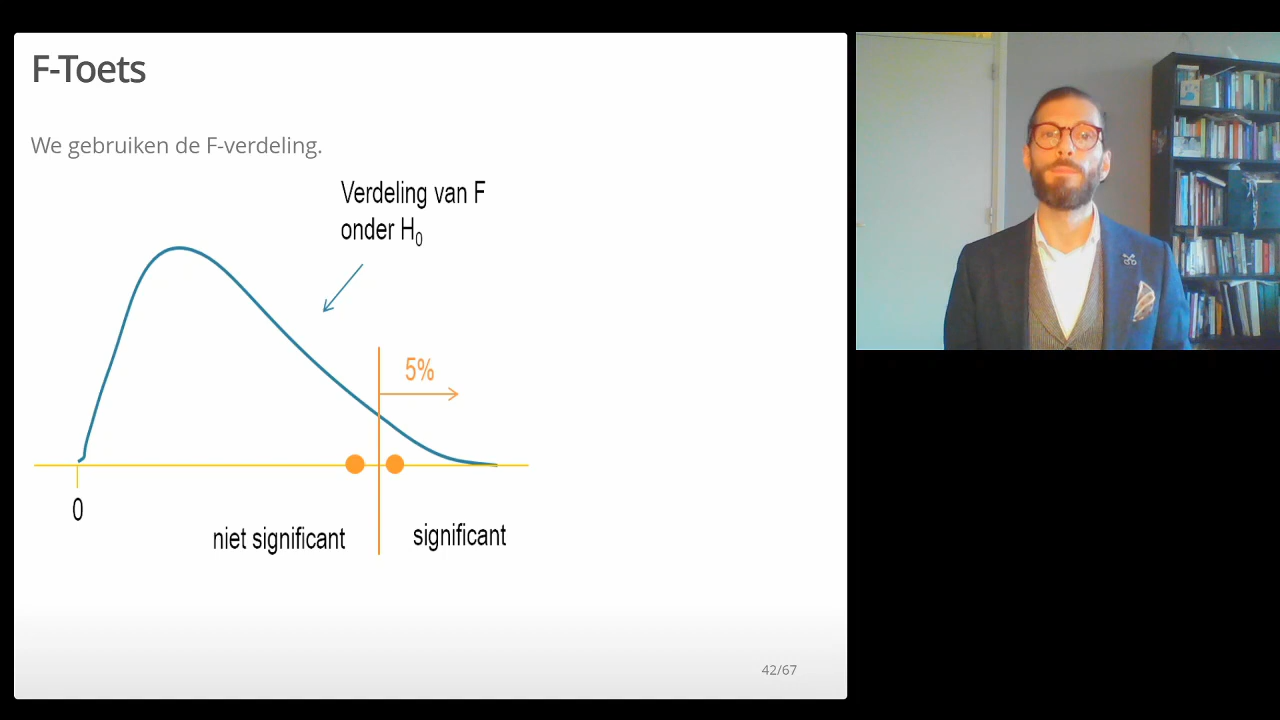 F-Toets
We gebruiken de F-verdeling.
Verdeling van F
onder H₀
5%
0
niet significant
significant
42/67